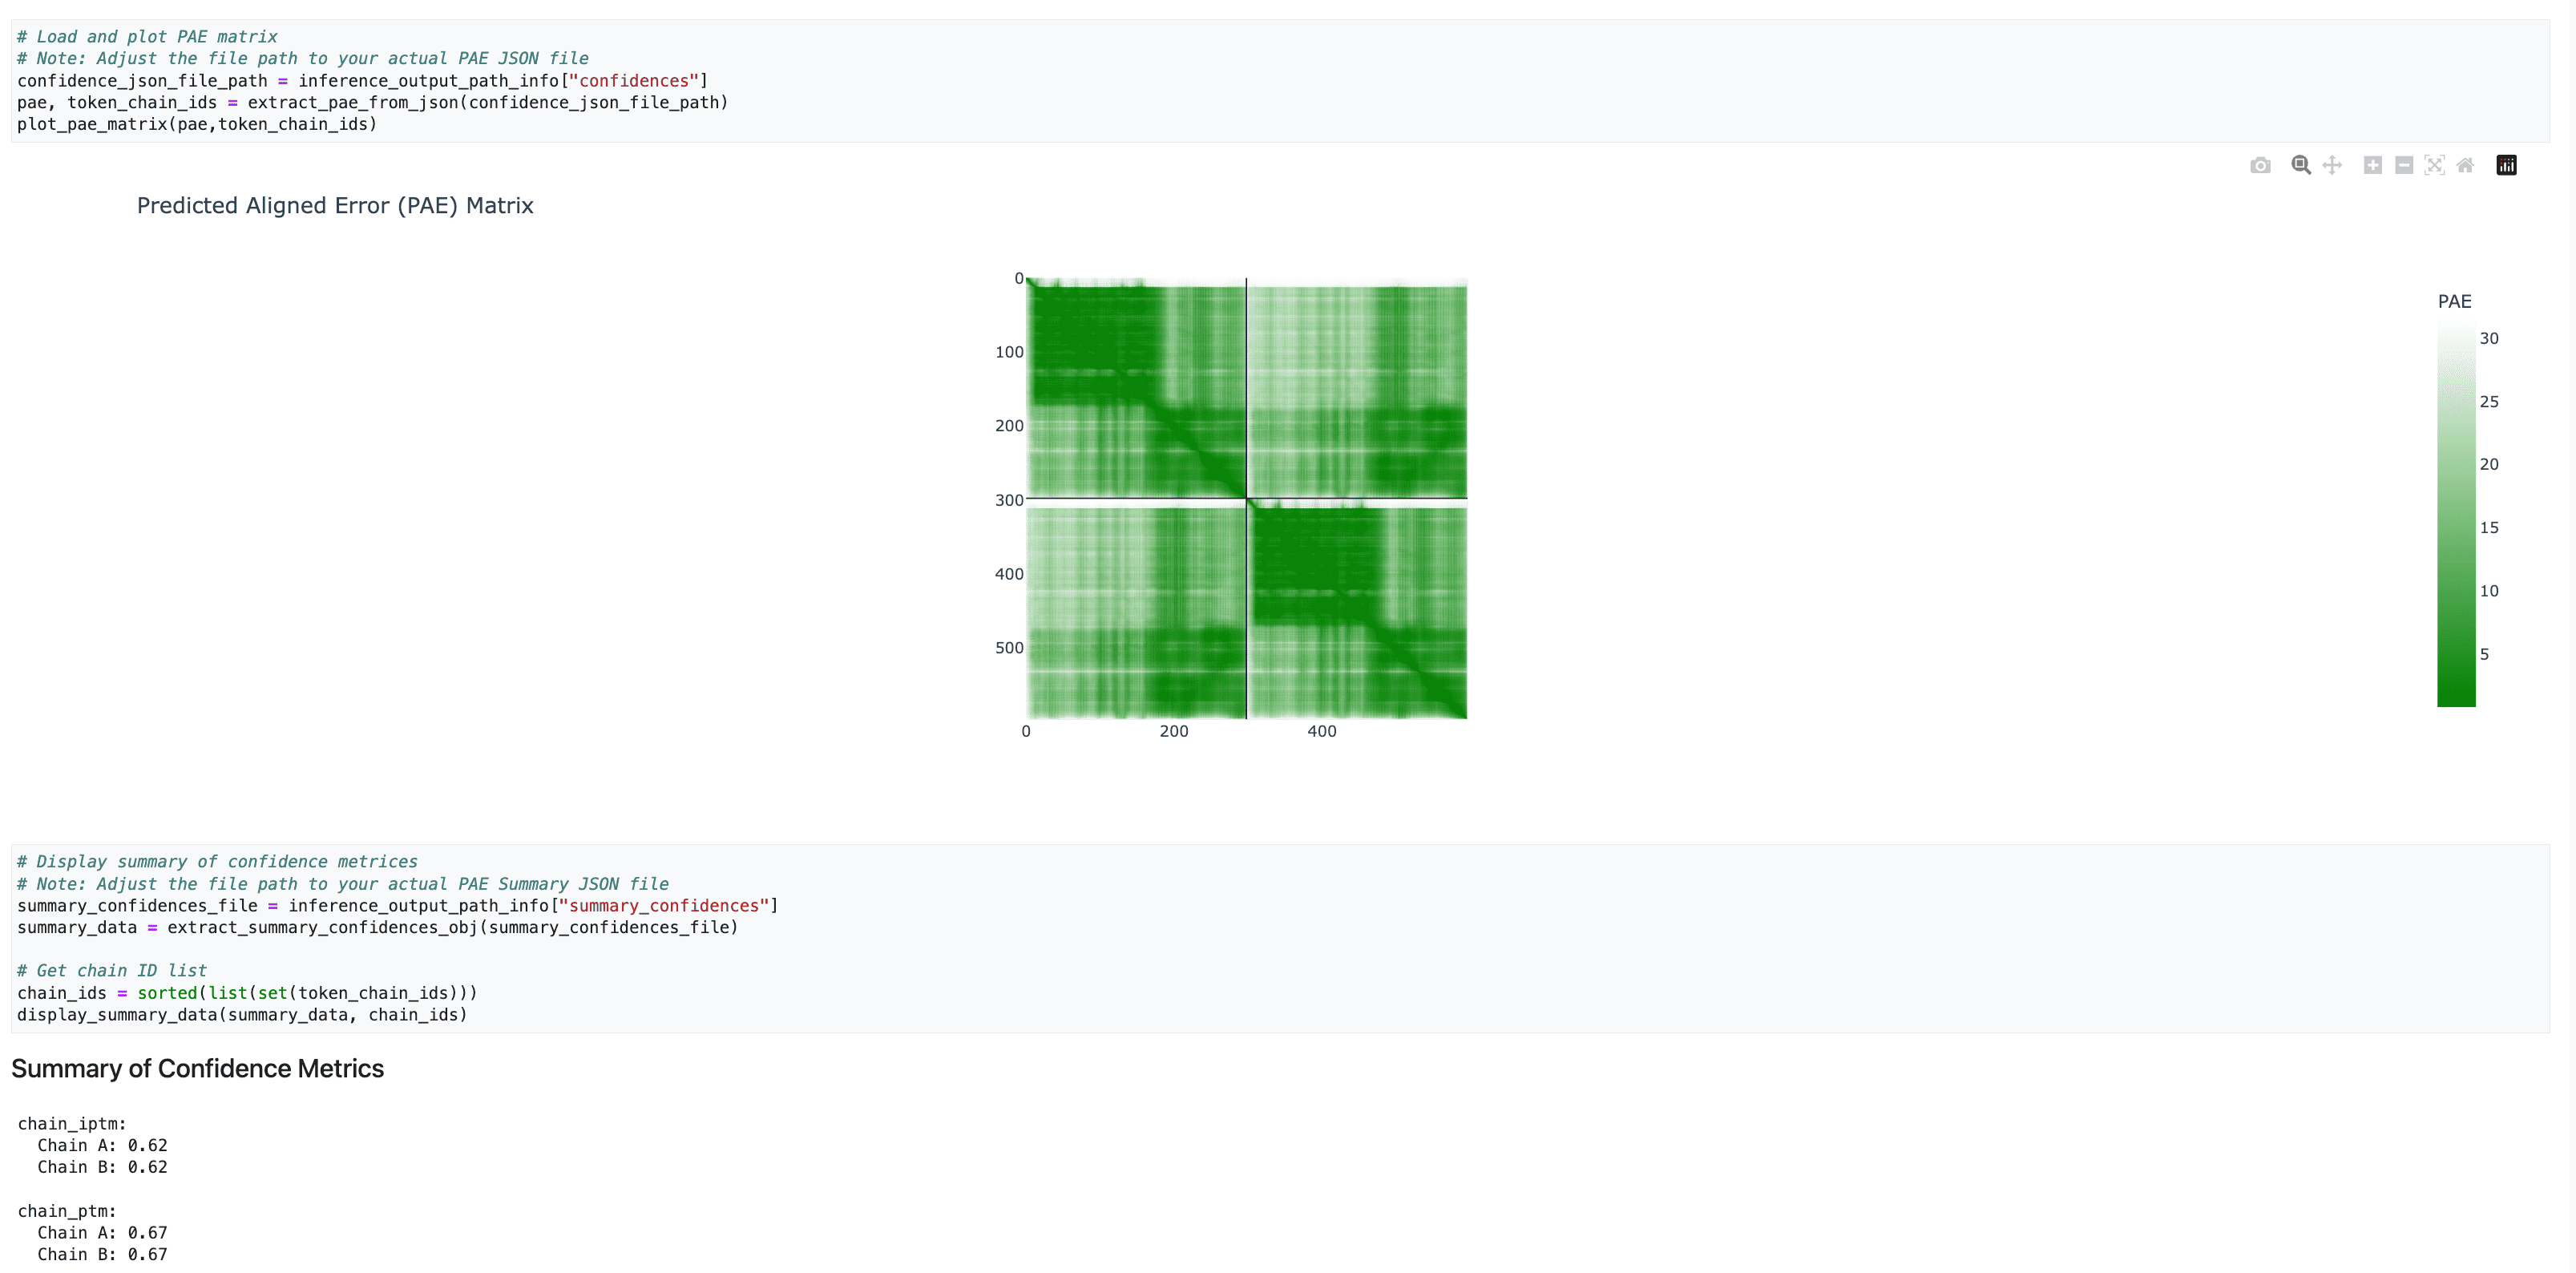 # Load and plot PAE matrix
# Note: Adjust the file path to your actual PAE JSON file
confidence_json_file_path = inference_output_path_info["confidences"]
pae, token_chain_ids = extract_pae_from_json(confidence_json_file_path)
plot_pae_matrix(pae,token_chain_ids)
Predicted Aligned Error (PAE) Matrix
0
100
200
300
400
500
0
200
400
PAE
30
25
20
15
10
5
# Display summary of confidence metrices
# Note: Adjust the file path to your actual PAE Summary JSON file
summary_confidences_file = inference_output_path_info["summary_confidences"]
summary_data = extract_summary_confidences_obj(summary_confidences_file)
# Get chain ID list
chain_ids = sorted(list(set(token_chain_ids)))
display_summary_data(summary_data, chain_ids)
Summary of Confidence Metrics
chain_iptm:
Chain A: 0.62
Chain B: 0.62
chain_ptm:
Chain A: 0.67
Chain B: 0.67